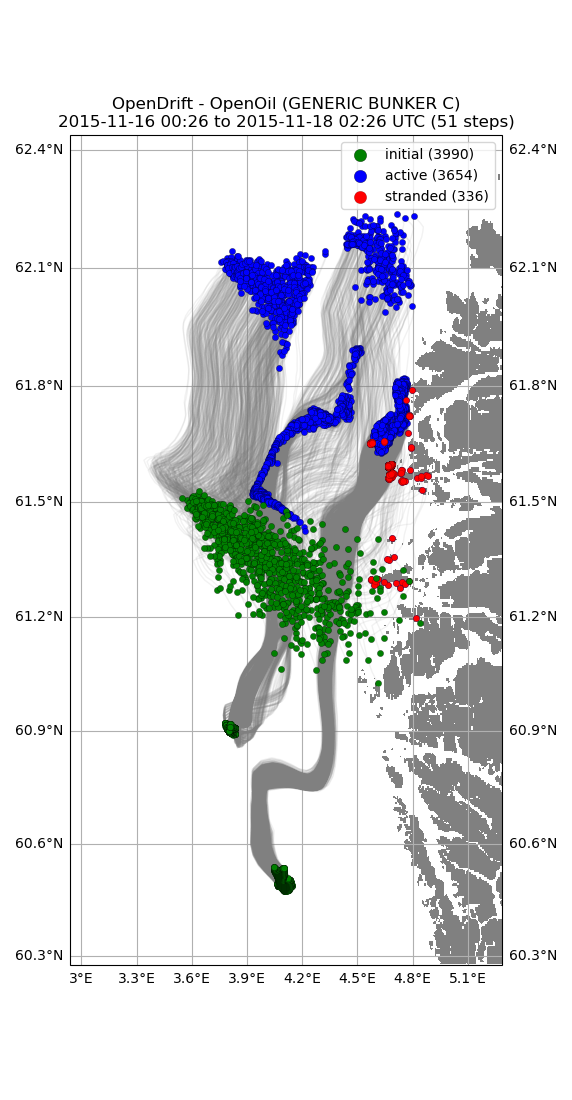 OpenDrift - OpenOil (GENERIC BUNKER C)
2015-11-16 00:26 to 2015-11-18 02:26 UTC (51 steps)
initial (3990)
active (3654)
stranded (336)
62.4°N 62.4°N
62.1°N 62.1°N
61.8°N 61.8°N
61.5°N 61.5°N
61.2°N 61.2°N
60.9°N 60.9°N
60.6°N 60.6°N
60.3°N 60.3°N
3°E 3.3°E 3.6°E 3.9°E 4.2°E 4.5°E 4.8°E 5.1°E